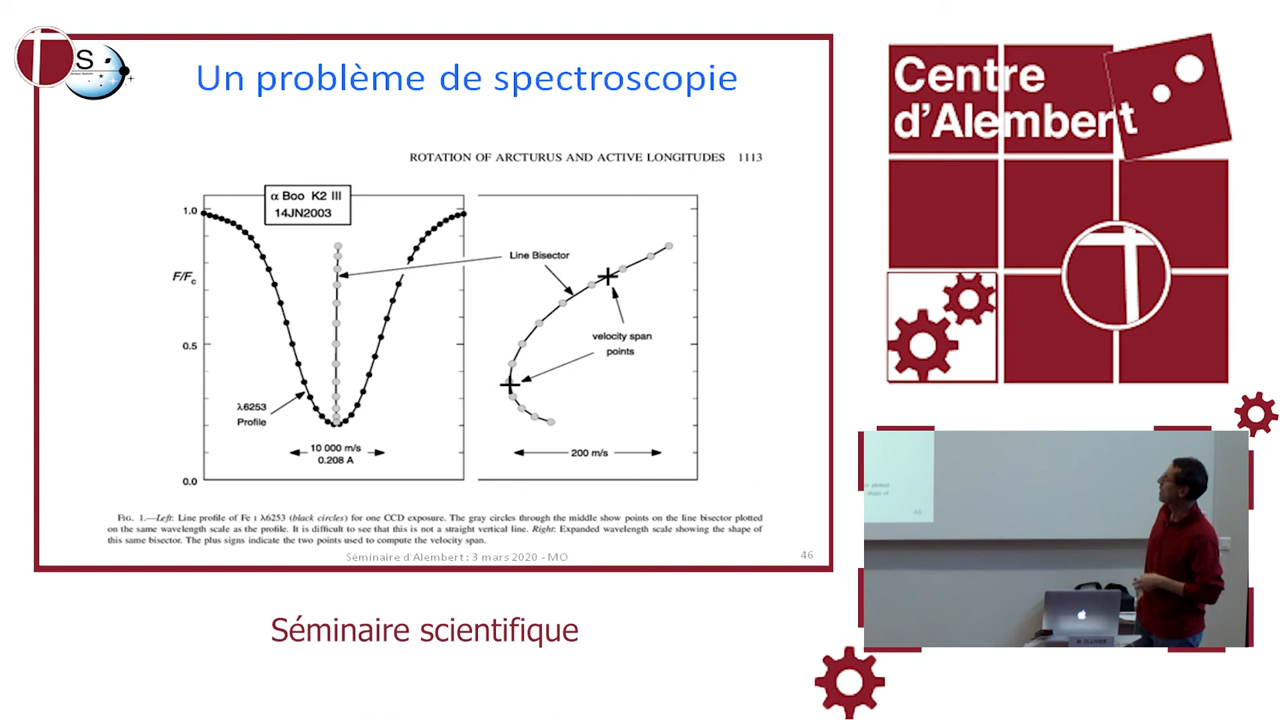 S
Un problème de spectroscopie
ROTATION OF ARCTURUS AND ACTIVE LONGITUDES 1113
α Boo K2 III
14JN2003
1.0
F/Fc
0.5
0.0
λ6253
Profile
10 000 m/s
0.208 A
Line Bisector
velocity span
points
200 m/s
FIG. 1.—Left: Line profile of Fe I λ6253 (black circles) for one CCD exposure. The gray circles through the middle show points on the line bisector plotted
on the same wavelength scale as the profile. It is difficult to see that this is not a straight vertical line. Right: Expanded wavelength scale showing the shape of
this same bisector. The plus signs indicate the two points used to compute the velocity span.
Séminaire d'Alembert : 3 mars 2020 - MO
46
Séminaire scientifique
Centre
d'Alembert
plotted
shape of
46
M OLLIVIER